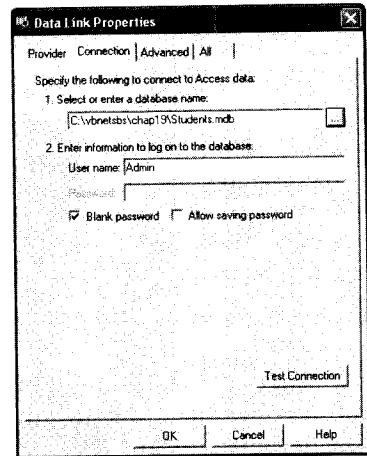 Data Link Properties
Provider Connection Advanced All
Specify the following to connect to Access data:
1. Select or enter a database name:
C:\vbnetsbs\chap19\Students.mdb ...
2. Enter information to log on to the database:
User name: Admin
Password:
Blank password Allow saving password
Test Connection
OK Cancel Help